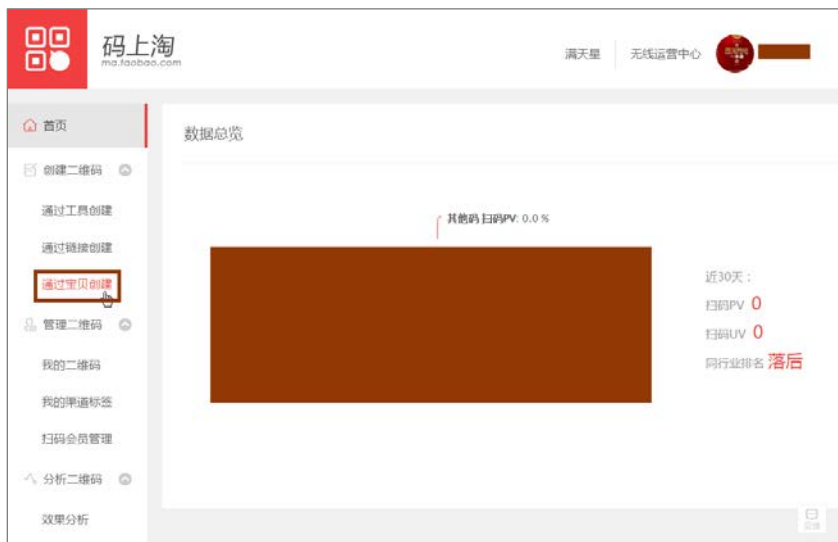 码上淘
ma.taobao.com
满天星
无线运营中心
首页
创建二维码
通过工具创建
通过链接创建
通过宝贝创建
管理二维码
我的二维码
我的渠道标签
扫码会员管理
分析二维码
效果分析
数据总览
其他码 扫码PV: 0.0 %
近30天：
扫码PV 0
扫码UV 0
同行业排名 落后